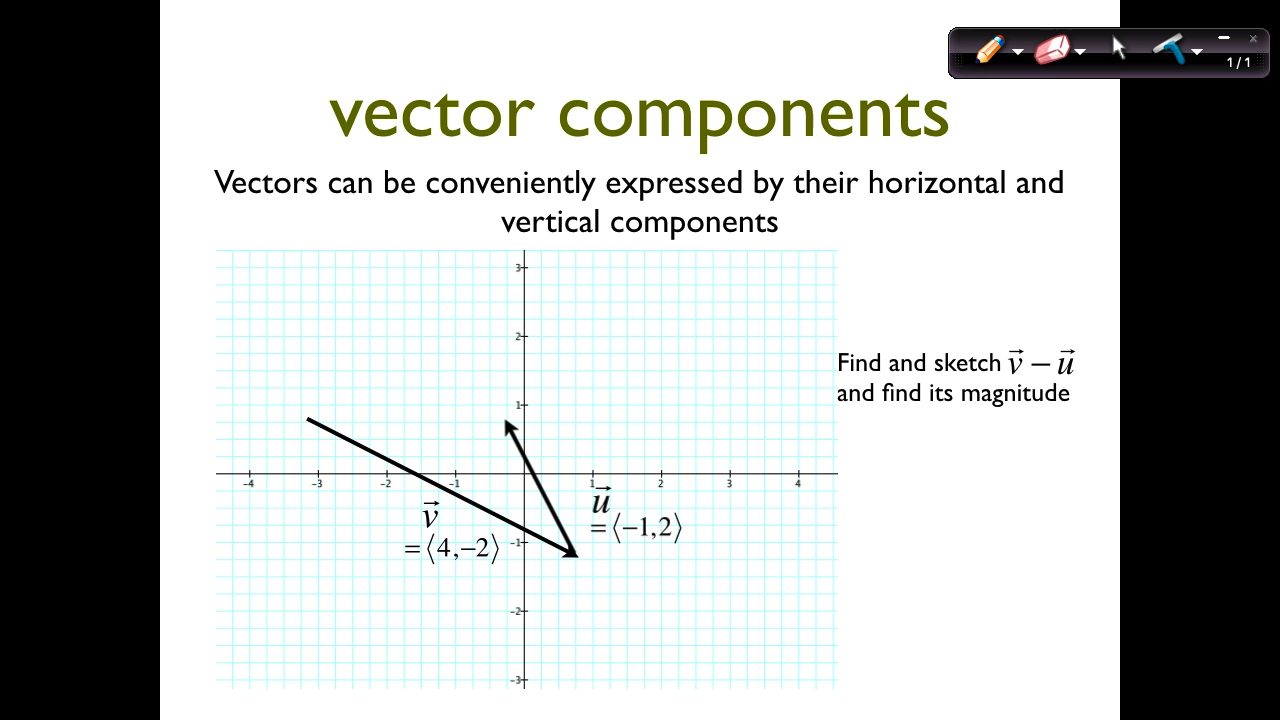 1/1
vector components
Vectors can be conveniently expressed by their horizontal and
vertical components
3
2
1
-4 -3 -2 -1 1 2 3 4
-1
-2
-3
v⃗
=⟨4,−2⟩
u⃗
=⟨−1,2⟩
Find and sketch v⃗ − u⃗
and find its magnitude